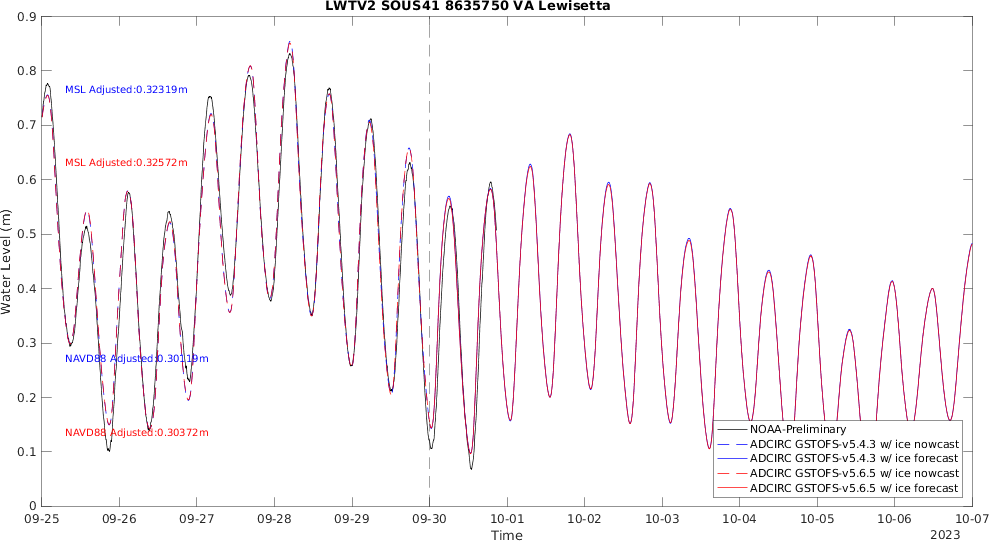 LWTV2 SOUS41 8635750 VA Lewisetta
0.9
0.8
0.7
0.6
0.5
0.4
0.3
0.2
0.1
0
Water Level (m)
MSL Adjusted:0.32319m
MSL Adjusted:0.32572m
NAVD88 Adjusted:0.30119m
NAVD88 Adjusted:0.30372m
NOAA-Preliminary
ADCIRC GSTOFS-v5.4.3 w/ ice nowcast
ADCIRC GSTOFS-v5.4.3 w/ ice forecast
ADCIRC GSTOFS-v5.6.5 w/ ice nowcast
ADCIRC GSTOFS-v5.6.5 w/ ice forecast
09-25 09-26 09-27 09-28 09-29 09-30 10-01 10-02 10-03 10-04 10-05 10-06 10-07
Time
2023